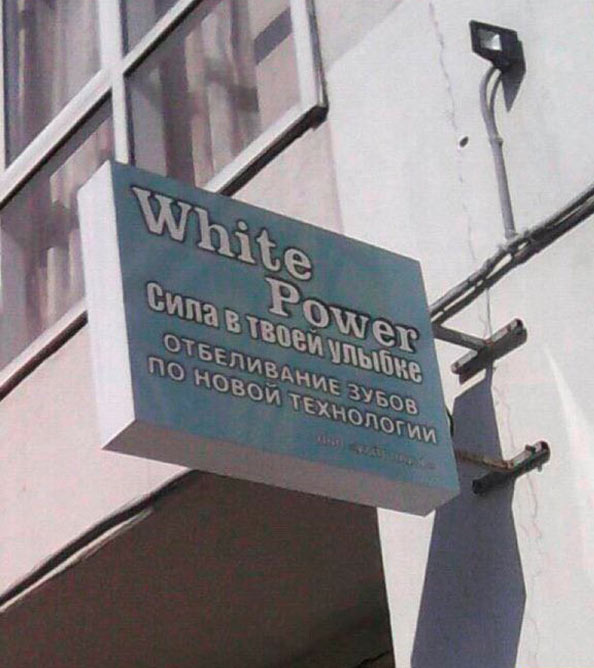 White
Power
Сила в твоей улыбке
ОТБЕЛИВАНИЕ ЗУБОВ
ПО НОВОЙ ТЕХНОЛОГИИ